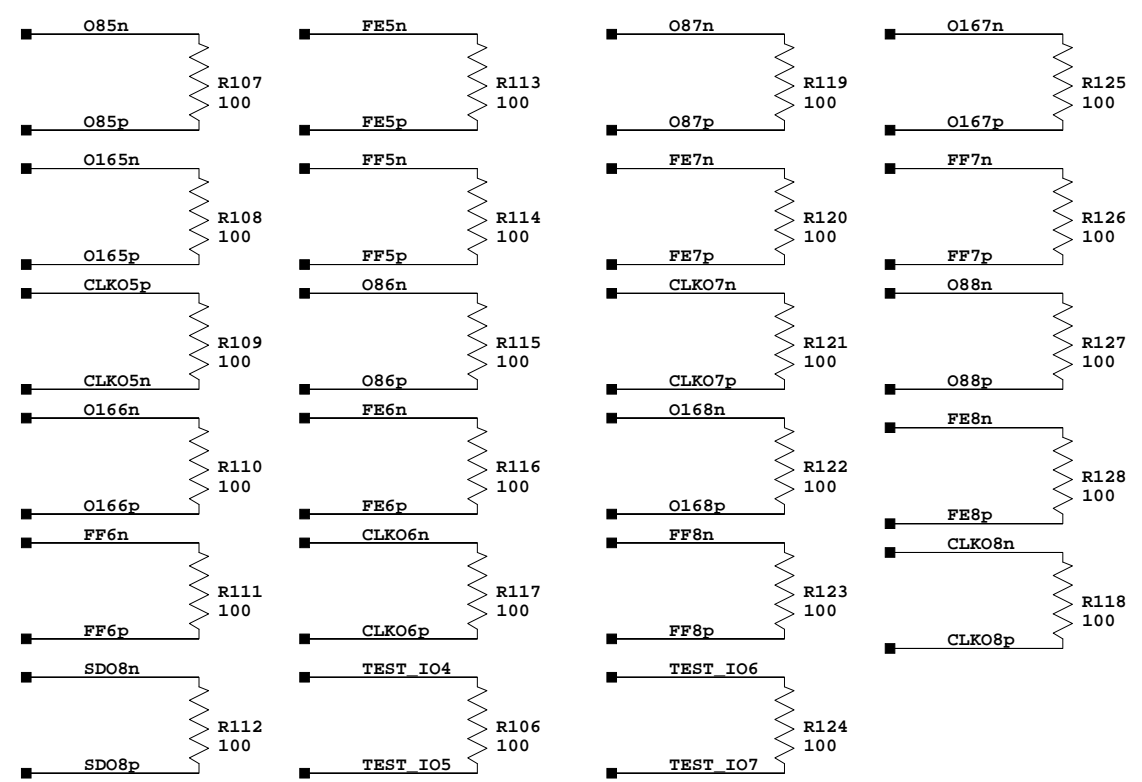 O85n
R107
100
O85p
O165n
R108
100
O165p
CLKO5p
R109
100
CLKO5n
O166n
R110
100
O166p
FF6n
R111
100
FF6p
SDO8n
R112
100
SDO8p
FE5n
R113
100
FE5p
FF5n
R114
100
FF5p
O86n
R115
100
O86p
FE6n
R116
100
FE6p
CLKO6n
R117
100
CLKO6p
TEST_IO4
R106
100
TEST_IO5
O87n
R119
100
O87p
FE7n
R120
100
FE7p
CLKO7n
R121
100
CLKO7p
O168n
R122
100
O168p
FF8n
R123
100
FF8p
TEST_IO6
R124
100
TEST_IO7
O167n
R125
100
O167p
FF7n
R126
100
FF7p
O88n
R127
100
O88p
FE8n
R128
100
FE8p
CLKO8n
R118
100
CLKO8p